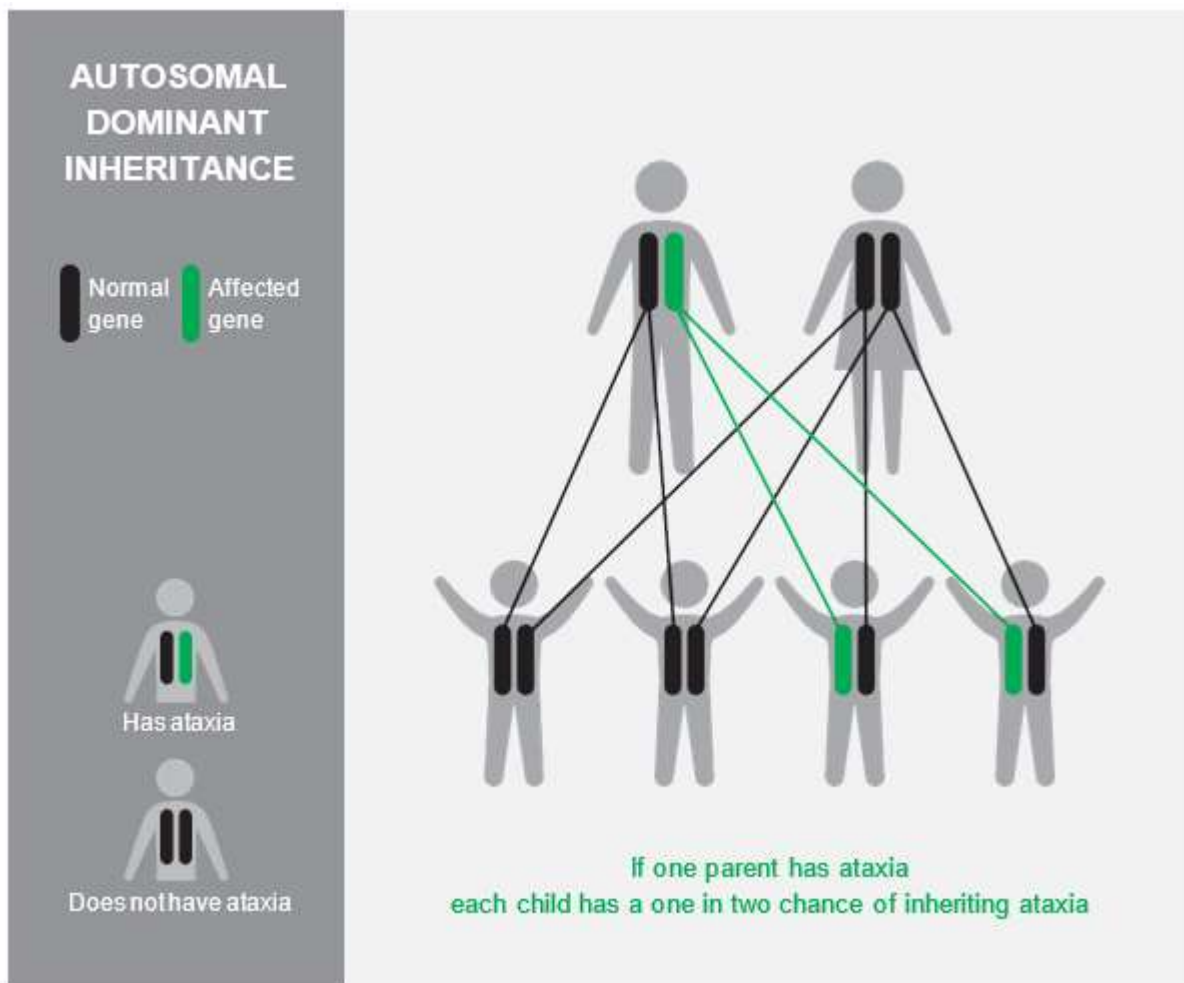 AUTOSOMAL
DOMINANT
INHERITANCE
Normal
gene
Affected
gene
Has ataxia
Does not have ataxia
If one parent has ataxia
each child has a one in two chance of inheriting ataxia